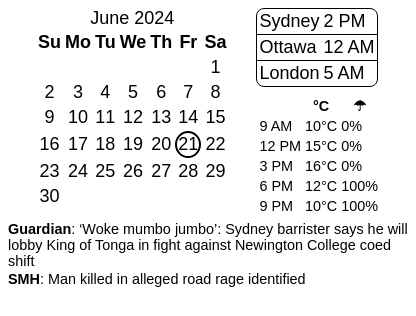 June 2024
Su Mo Tu We Th Fr Sa
1
2 3 4 5 6 7 8
9 10 11 12 13 14 15
16 17 18 19 20 21 22
23 24 25 26 27 28 29
30
Sydney 2 PM
Ottawa 12 AM
London 5 AM
°C ☂
9 AM 10°C 0%
12 PM 15°C 0%
3 PM 16°C 0%
6 PM 12°C 100%
9 PM 10°C 100%
Guardian: ‘Woke mumbo jumbo’: Sydney barrister says he will
lobby King of Tonga in fight against Newington College coed
shift
SMH: Man killed in alleged road rage identified